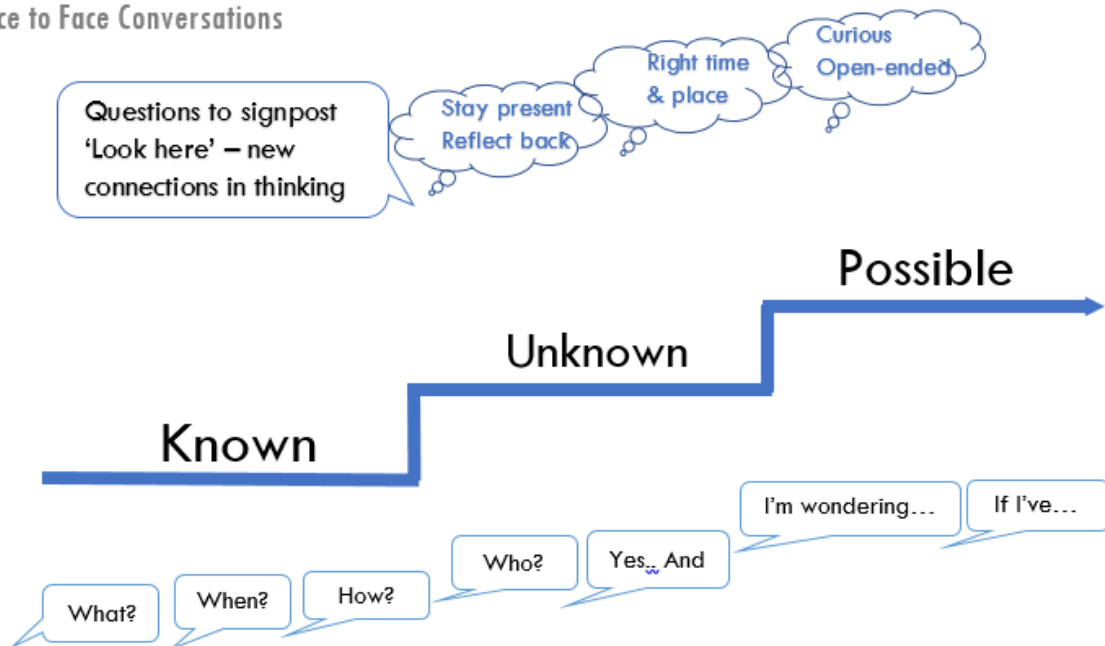 ce to Face Conversations
Questions to signpost
‘Look here’ – new
connections in thinking
Stay present
Reflect back
Right time
& place
Curious
Open-ended
Possible
Unknown
Known
What?
When?
How?
Who?
Yes.. And
I’m wondering...
If I’ve...